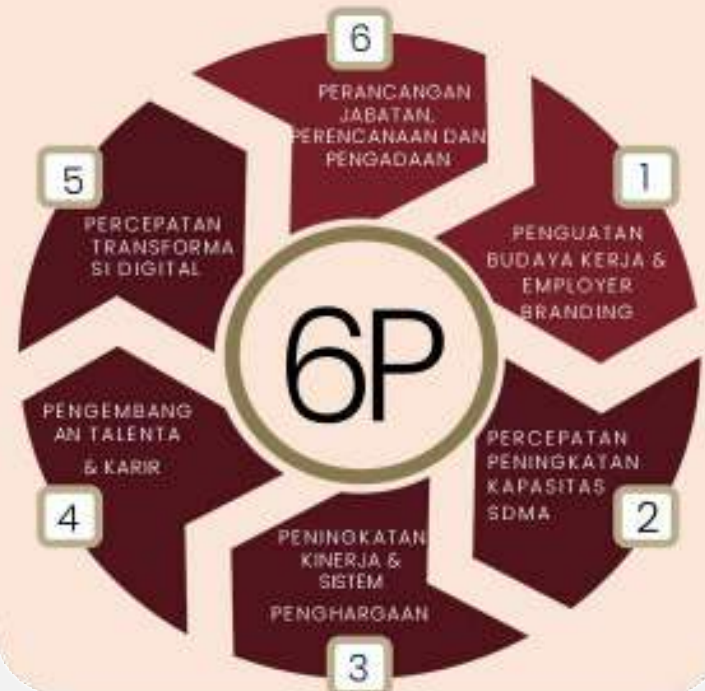 6
PERANCANGAN
JABATAN,
PERENCANAAN DAN
PENGADAAN
1
PENGUATAN
BUDAYA KERJA &
EMPLOYER
BRANDING
2
PERCEPATAN
PENINGKATAN
KAPASITAS
SDMA
3
PENINGKATAN
KINERJA &
SISTEM
PENGHARGAAN
4
PENGEMBANG
AN TALENTA
& KARIR
5
PERCEPATAN
TRANSFORMA
SI DIGITAL
6P